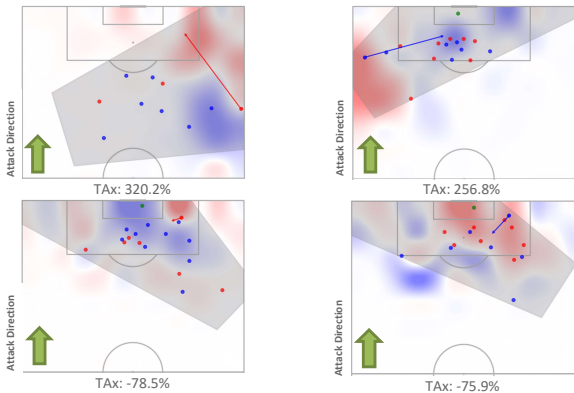 Attack Direction
TAx: 320.2%
Attack Direction
TAx: 256.8%
Attack Direction
TAx: -78.5%
Attack Direction
TAx: -75.9%